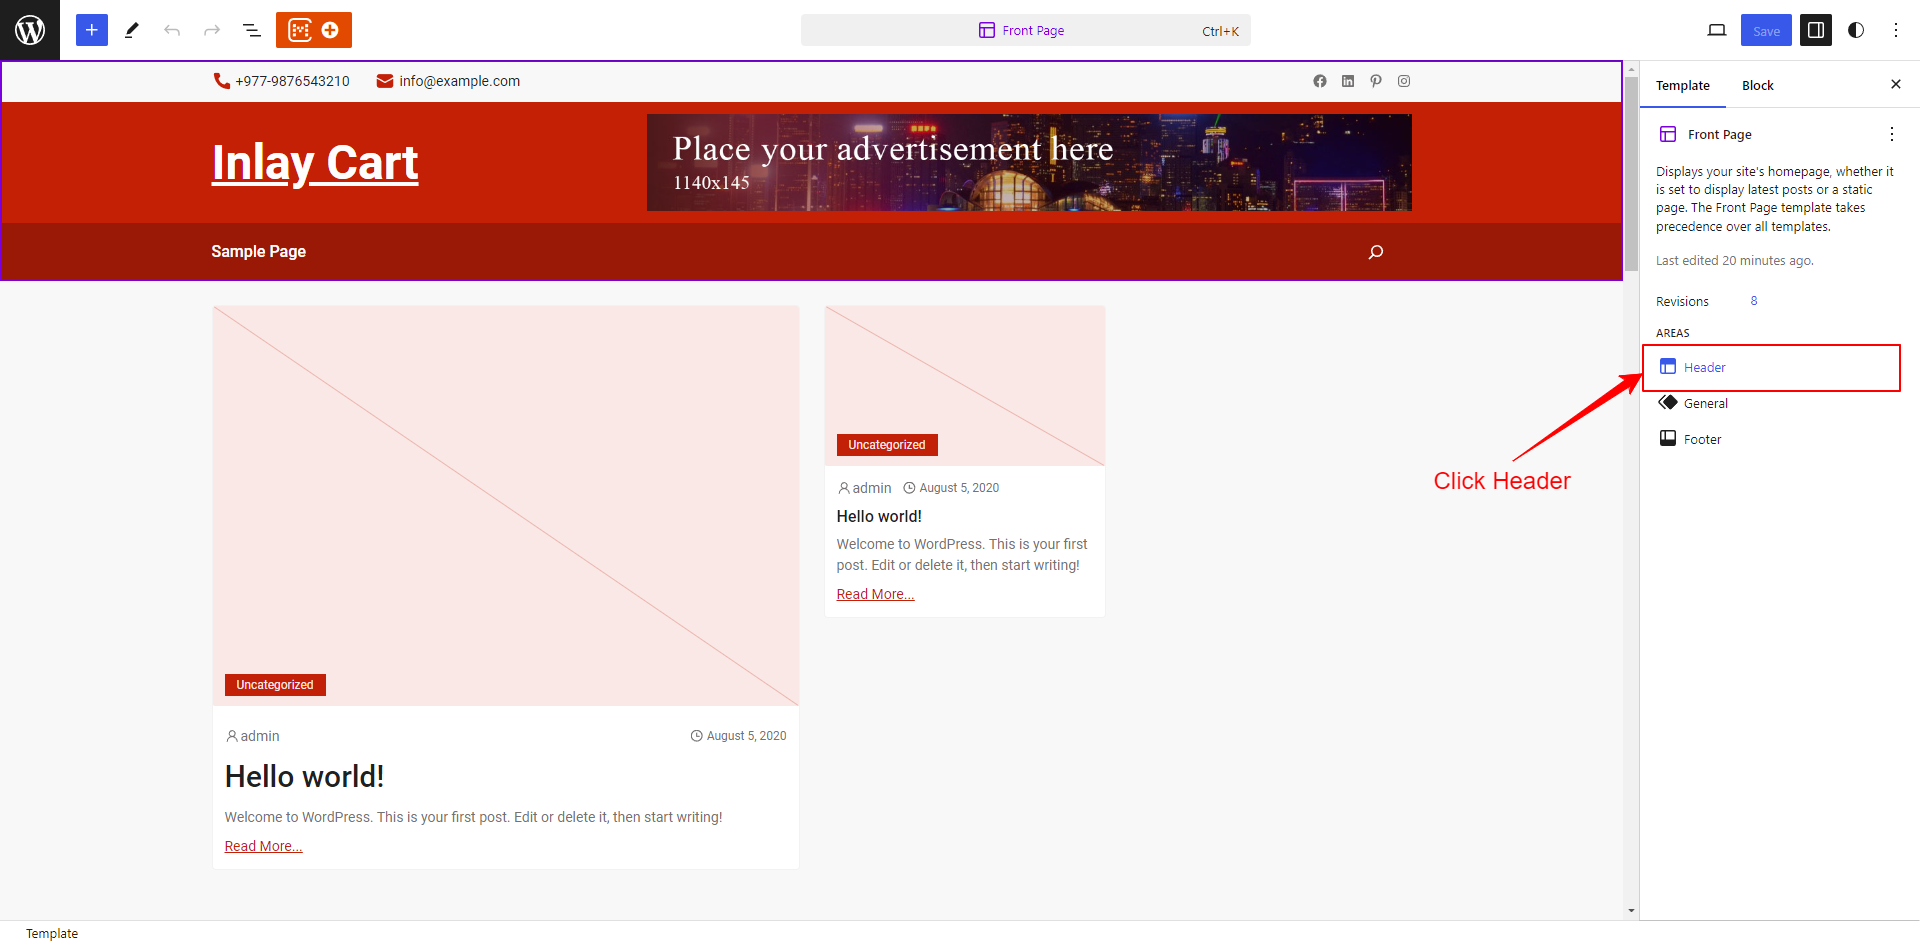 Front Page
Ctrl+K
Save
+977-9876543210
info@example.com
Inlay Cart
Place your advertisement here
1140x145
Sample Page
Uncategorized
admin
August 5, 2020
Hello world!
Welcome to WordPress. This is your first post. Edit or delete it, then start writing!
Read More...
Uncategorized
admin
August 5, 2020
Hello world!
Welcome to WordPress. This is your first
post. Edit or delete it, then start writing!
Read More...
Click Header
Template
Block
Front Page
Displays your site's homepage, whether it
is set to display latest posts or a static
page. The Front Page template takes
precedence over all templates.
Last edited 20 minutes ago.
Revisions
8
AREAS
Header
General
Footer
Template